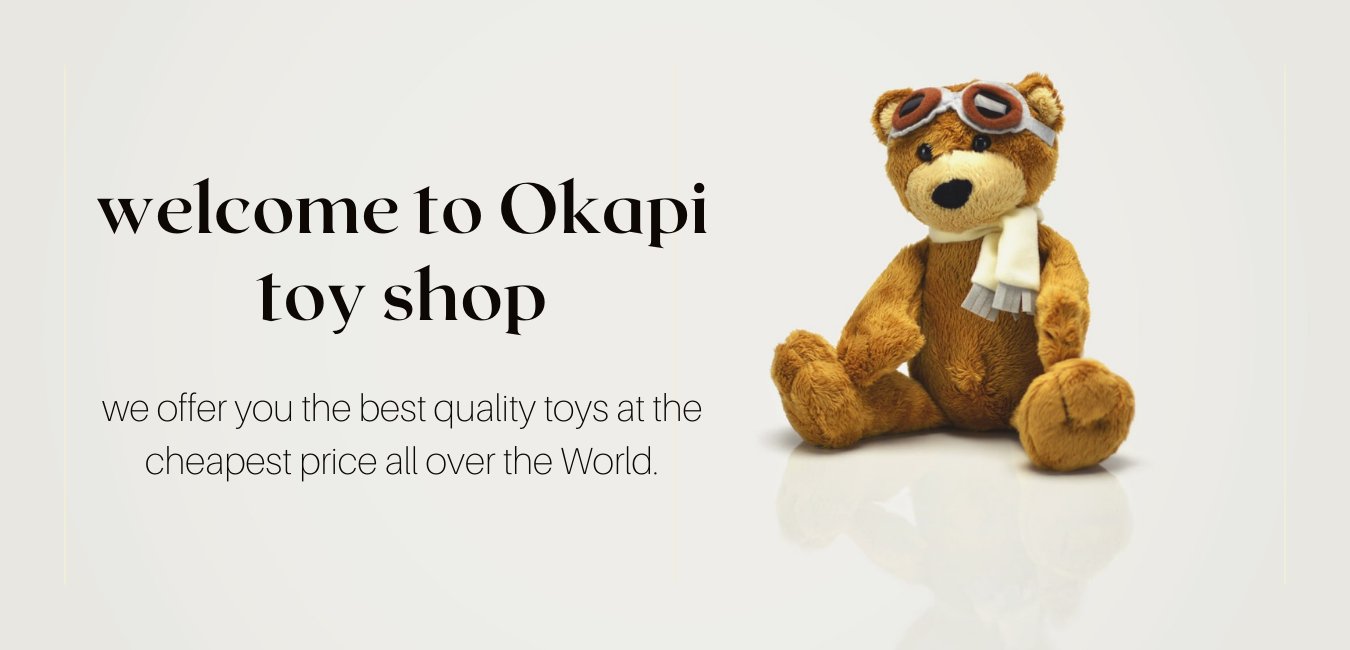 welcome to Okapi
toy shop
we offer you the best quality toys at the
cheapest price all over the World.